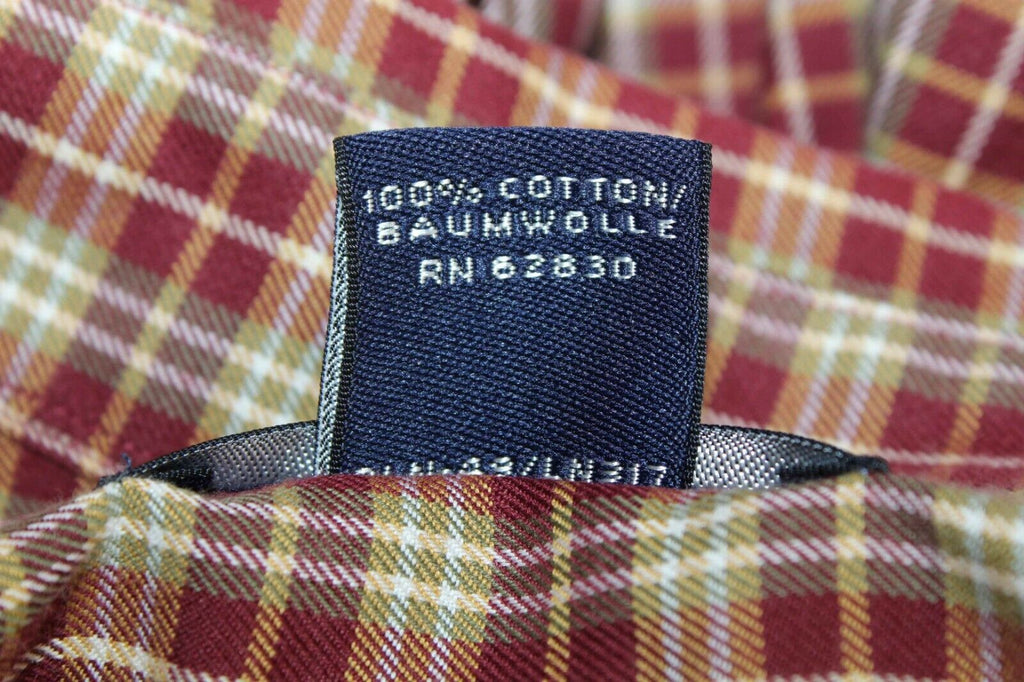 100% COTTON/
BAUMWOLLE
RN 62830